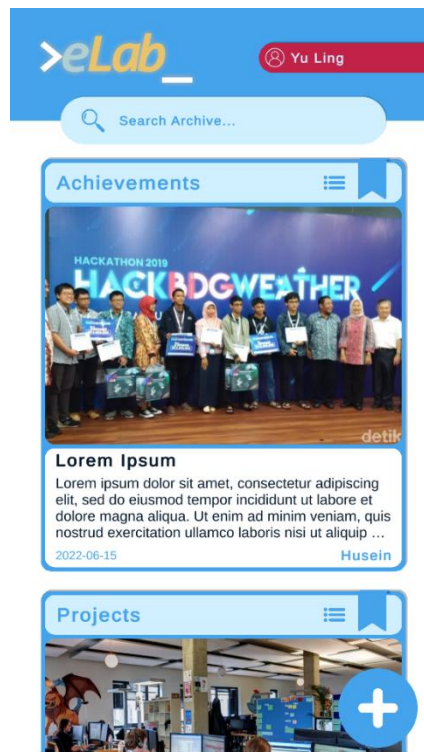 >eLab_
Yu Ling
Search Archive...
Achievements
HACKATHON 2019
HACKBDGWEATHER
detik
Lorem Ipsum
Lorem ipsum dolor sit amet, consectetur adipiscing
elit, sed do eiusmod tempor incididunt ut labore et
dolore magna aliqua. Ut enim ad minim veniam, quis
nostrud exercitation ullamco laboris nisi ut aliquip ...
2022-06-15
Husein
Projects